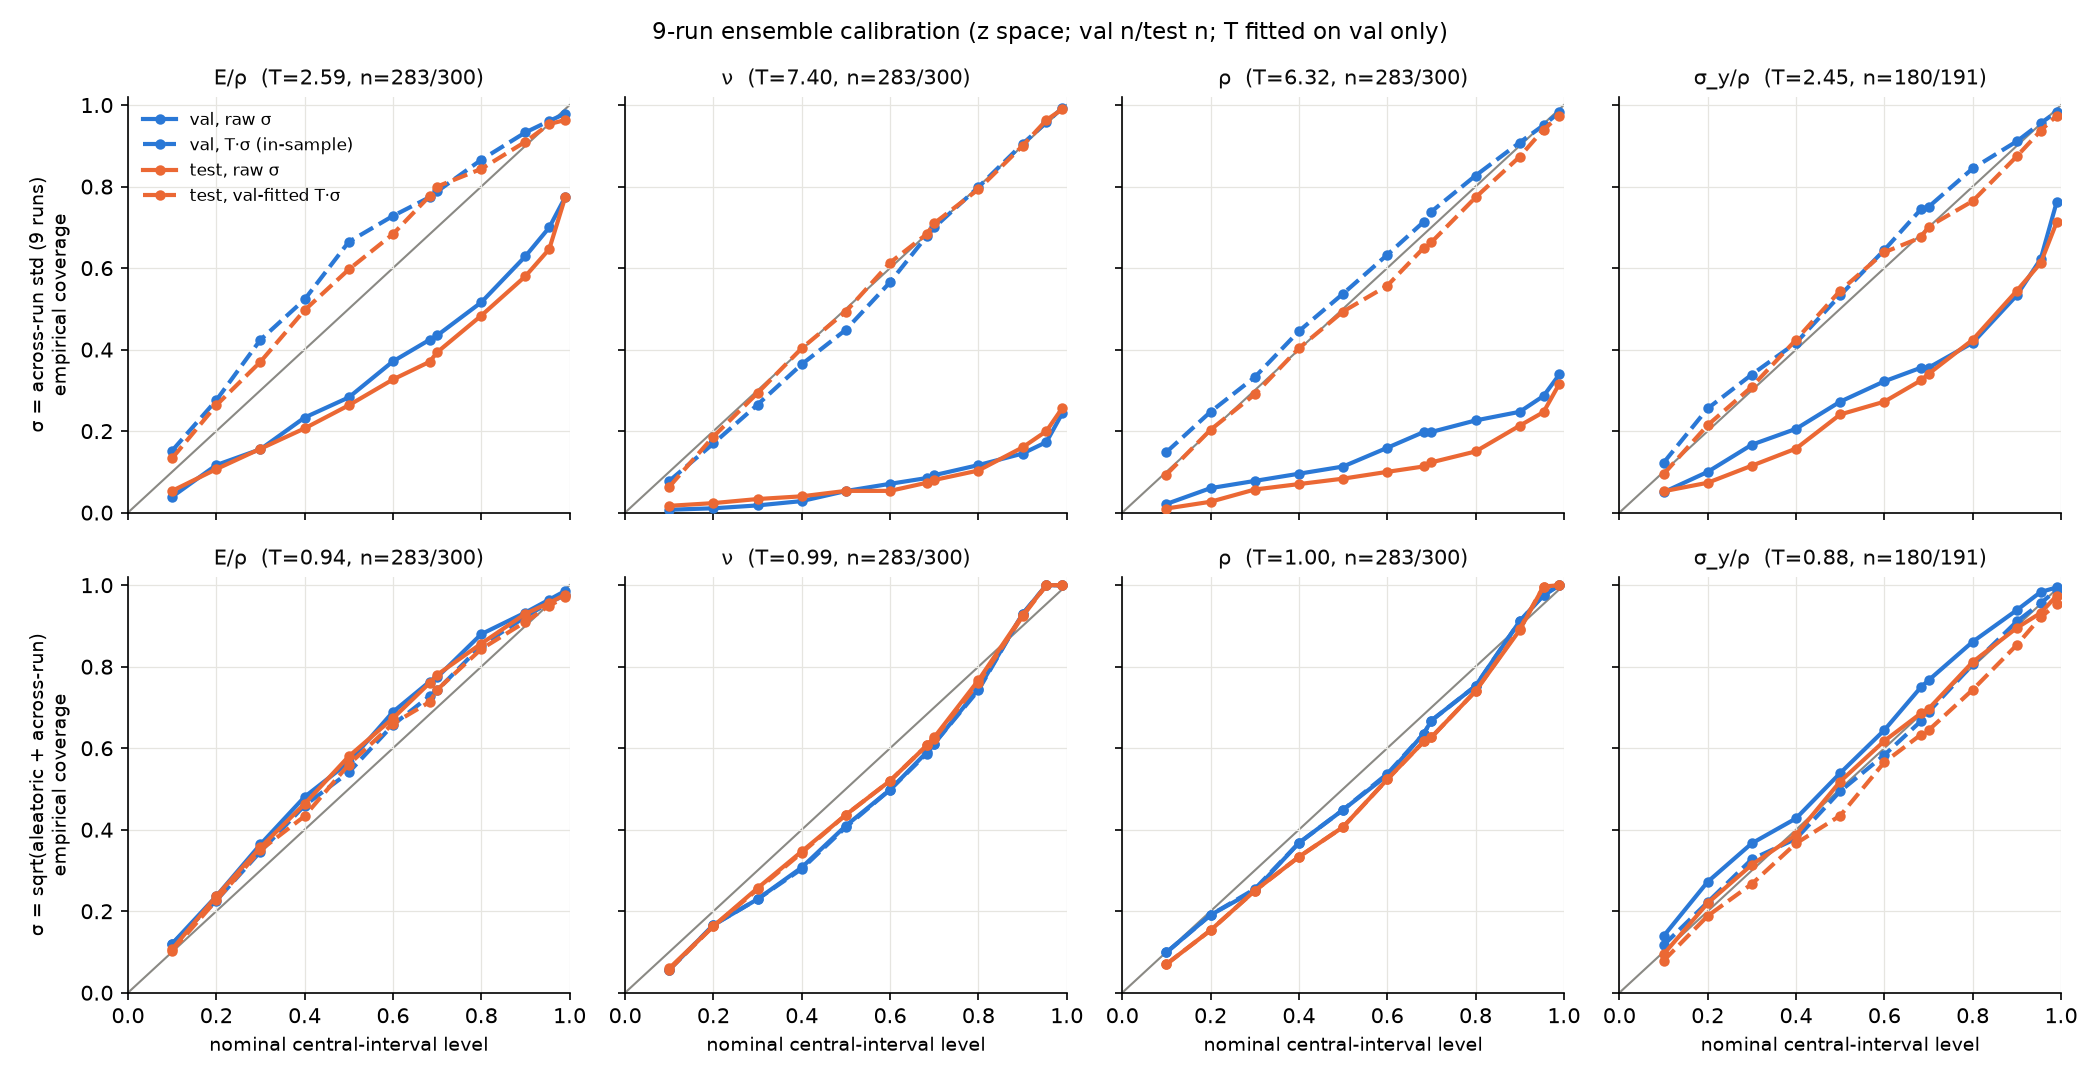 9-run ensemble calibration (z space; val n/test n; T fitted on val only)
E/ρ  (T=2.59, n=283/300)
ν  (T=7.40, n=283/300)
ρ  (T=6.32, n=283/300)
σ_y/ρ  (T=2.45, n=180/191)
σ = across-run std (9 runs)
empirical coverage
1.0
0.8
0.6
0.4
0.2
0.0
val, raw σ
val, T·σ (in-sample)
test, raw σ
test, val-fitted T·σ
E/ρ  (T=0.94, n=283/300)
ν  (T=0.99, n=283/300)
ρ  (T=1.00, n=283/300)
σ_y/ρ  (T=0.88, n=180/191)
σ = sqrt(aleatoric + across-run)
empirical coverage
1.0
0.8
0.6
0.4
0.2
0.0
0.0 0.2 0.4 0.6 0.8 1.0
0.0 0.2 0.4 0.6 0.8 1.0
0.0 0.2 0.4 0.6 0.8 1.0
0.0 0.2 0.4 0.6 0.8 1.0
nominal central-interval level
nominal central-interval level
nominal central-interval level
nominal central-interval level